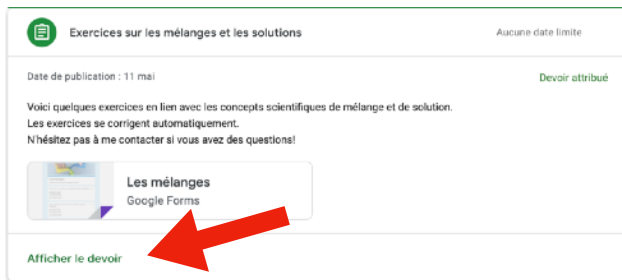 Exercices sur les mélanges et les solutions
Aucune date limite
Date de publication : 11 mai
Devoir attribué
Voici quelques exercices en lien avec les concepts scientifiques de mélange et de solution.
Les exercices se corrigent automatiquement.
N'hésitez pas à me contacter si vous avez des questions!
Les mélanges
Google Forms
Afficher le devoir